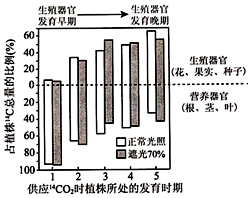 生殖器官 → 生殖器官
发育早期 发育晚期
占植株¹⁴C总量的比例(%)
100
80
60
40
20
0
20
40
60
80
100
生殖器官
(花、果实、种子)
营养器官
(根、茎、叶)
正常光照
遮光70%
1 2 3 4 5
供应¹⁴CO2时植株所处的发育时期